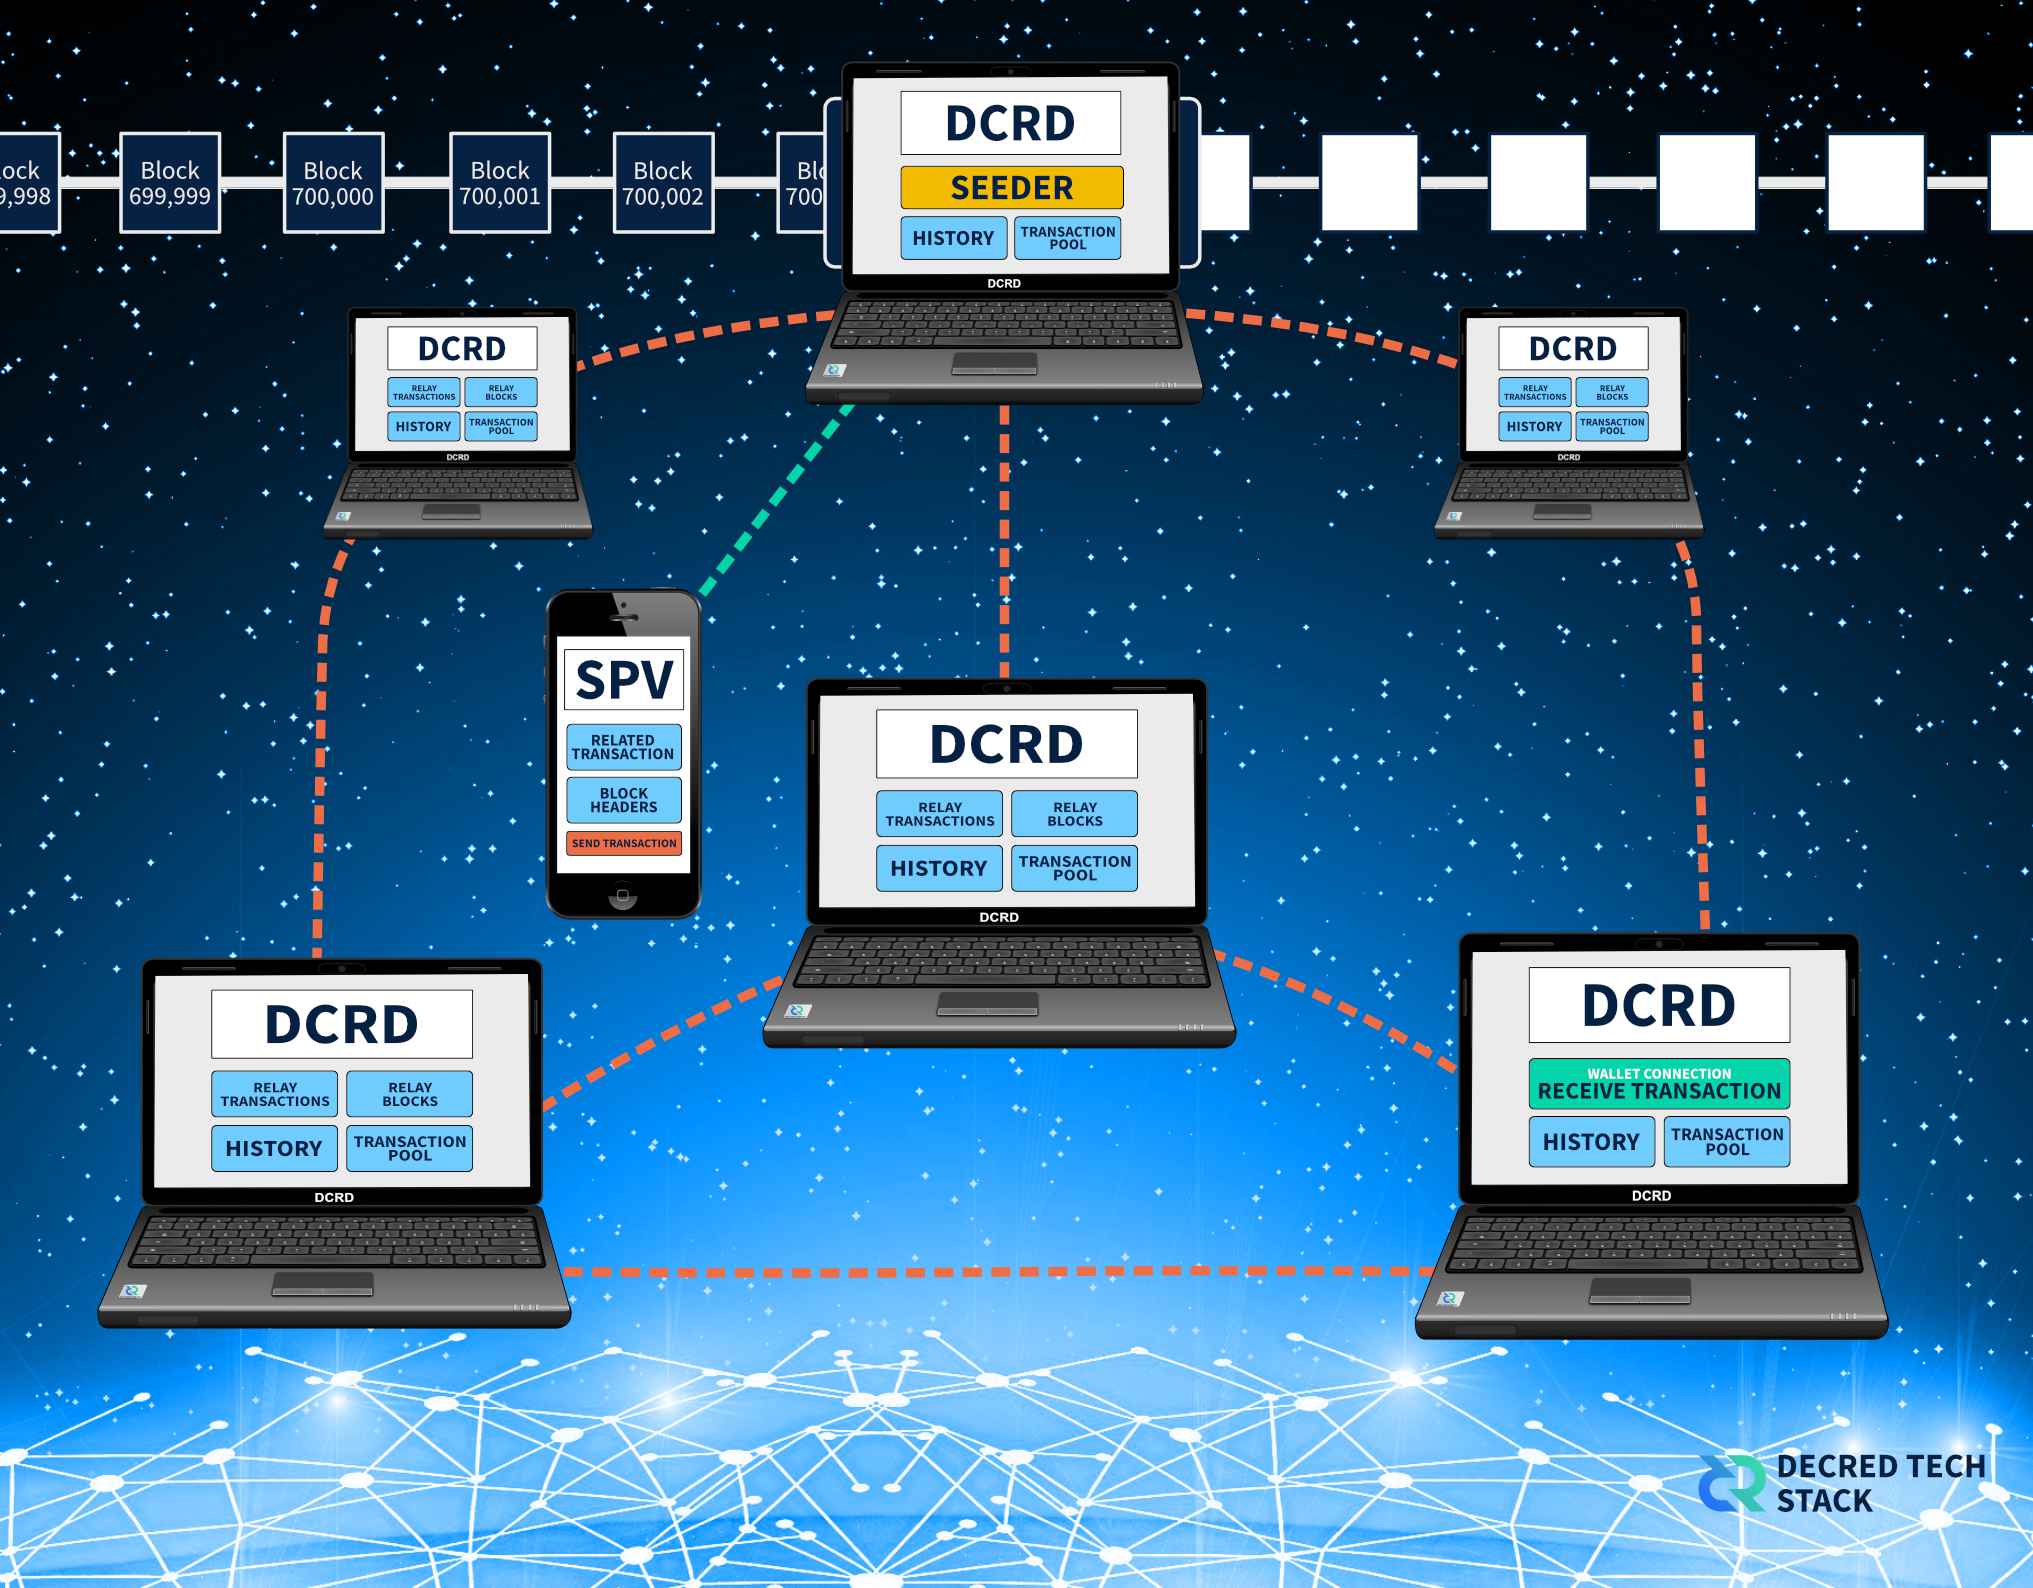 DCRD
SEEDER
HISTORY
TRANSACTION
POOL
DCRD
ock
9,998
Block
699,999
Block
700,000
Block
700,001
Block
700,002
Blo
700
DCRD
RELAY
TRANSACTIONS
RELAY
BLOCKS
HISTORY
TRANSACTION
POOL
DCRD
DCRD
RELAY
TRANSACTIONS
RELAY
BLOCKS
HISTORY
TRANSACTION
POOL
DCRD
SPV
RELATED
TRANSACTION
BLOCK
HEADERS
SEND TRANSACTION
DCRD
RELAY
TRANSACTIONS
RELAY
BLOCKS
HISTORY
TRANSACTION
POOL
DCRD
DCRD
RELAY
TRANSACTIONS
RELAY
BLOCKS
HISTORY
TRANSACTION
POOL
DCRD
DCRD
WALLET CONNECTION
RECEIVE TRANSACTION
HISTORY
TRANSACTION
POOL
DCRD
DECRED TECH
STACK